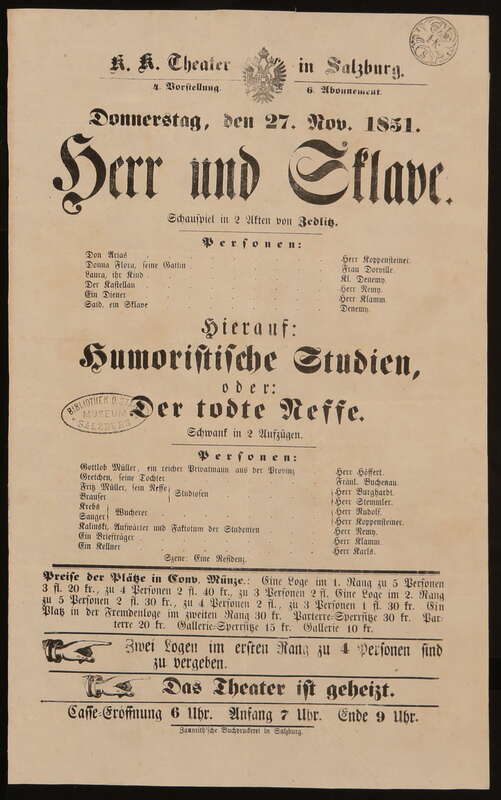 K. K. Theater in Salzburg.
4. Vorstellung. 6. Abonnement.
Donnerstag, den 27. Nov. 1851.
Herr und Sklave.
Schauspiel in 2 Akten von Zedlitz.
Personen:
Don Arias . . . Herr Koppensteiner.
Donna Flora, seine Gattin . . . Frau Dorville.
Laura, ihr Kind . . . Kl. Denemy.
Der Kastellan . . . Herr Remy.
Ein Diener . . . Herr Klamm.
Said, ein Sklave . . . Denemy.
Hierauf:
Humoristische Studien,
oder:
Der todte Neffe.
BIBLIOTHEK
MUSEUM
SALZBURG
Schwank in 2 Aufzügen.
Personen:
Gottlob Müller, ein reicher Privatmann aus der Provinz . . . Herr Höffert.
Gretchen, seine Tochter . . . Fräul. Buchenau.
Fritz Müller, sein Neffe } Studiosen . . . Herr Burghardt.
Brauser } . . . Herr Stemmler.
Krebs } Wucherer . . . Herr Rudolf.
Sauger } . . . Herr Koppensteiner.
Kalinski, Aufwärter und Faktotum der Studenten . . . Herr Remy.
Ein Briefträger . . . Herr Klamm.
Ein Kellner . . . Herr Karls.
Szene: Eine Residenz.
Preise der Plätze in Conv. Münze.: Eine Loge im 1. Rang zu 5 Personen
3 fl. 20 kr., zu 4 Personen 2 fl. 40 kr., zu 3 Personen 2 fl. Eine Loge im 2. Rang
zu 5 Personen 2 fl. 30 kr., zu 4 Personen 2 fl., zu 3 Personen 1 fl. 30 kr. Ein
Platz in der Fremdenloge im zweiten Rang 30 kr. Parterre-Sperrsitze 30 kr. Par-
terre 20 kr. Gallerie-Sperrsitze 15 kr. Gallerie 10 kr.
Zwei Logen im ersten Rang zu 4 Personen sind
zu vergeben.
Das Theater ist geheizt.
Casse-Eröffnung 6 Uhr. Anfang 7 Uhr. Ende 9 Uhr.
Zaunrith'sche Buchdruckerei in Salzburg.